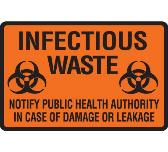 INFECTIOUS
WASTE
NOTIFY PUBLIC HEALTH AUTHORITY
IN CASE OF DAMAGE OR LEAKAGE